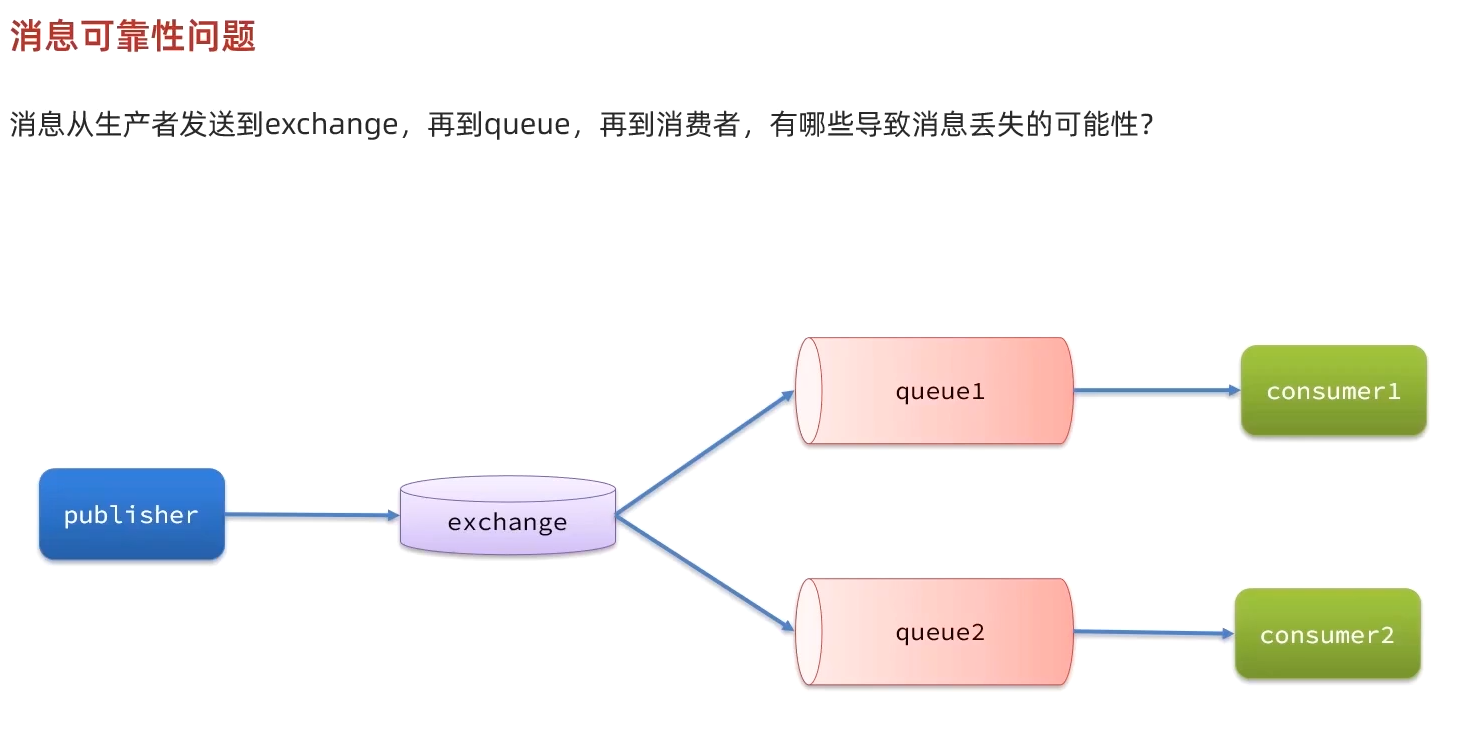 消息可靠性问题
消息从生产者发送到exchange，再到queue，再到消费者，有哪些导致消息丢失的可能性？
queue1
consumer1
publisher
exchange
queue2
consumer2